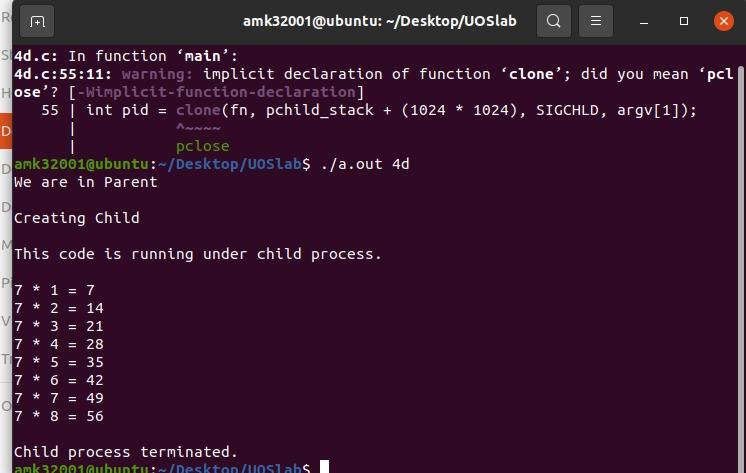 amk32001@ubuntu: ~/Desktop/UOSlab
4d.c: In function ‘main’:
4d.c:55:11: warning: implicit declaration of function ‘clone’; did you mean ‘pcl
ose’? [-Wimplicit-function-declaration]
55 | int pid = clone(fn, pchild_stack + (1024 * 1024), SIGCHLD, argv[1]);
| ^~~~~
| pclose
amk32001@ubuntu:~/Desktop/UOSlab$ ./a.out 4d
We are in Parent
Creating Child
This code is running under child process.
7 * 1 = 7
7 * 2 = 14
7 * 3 = 21
7 * 4 = 28
7 * 5 = 35
7 * 6 = 42
7 * 7 = 49
7 * 8 = 56
Child process terminated.
amk32001@ubuntu:~/Desktop/UOSlab$